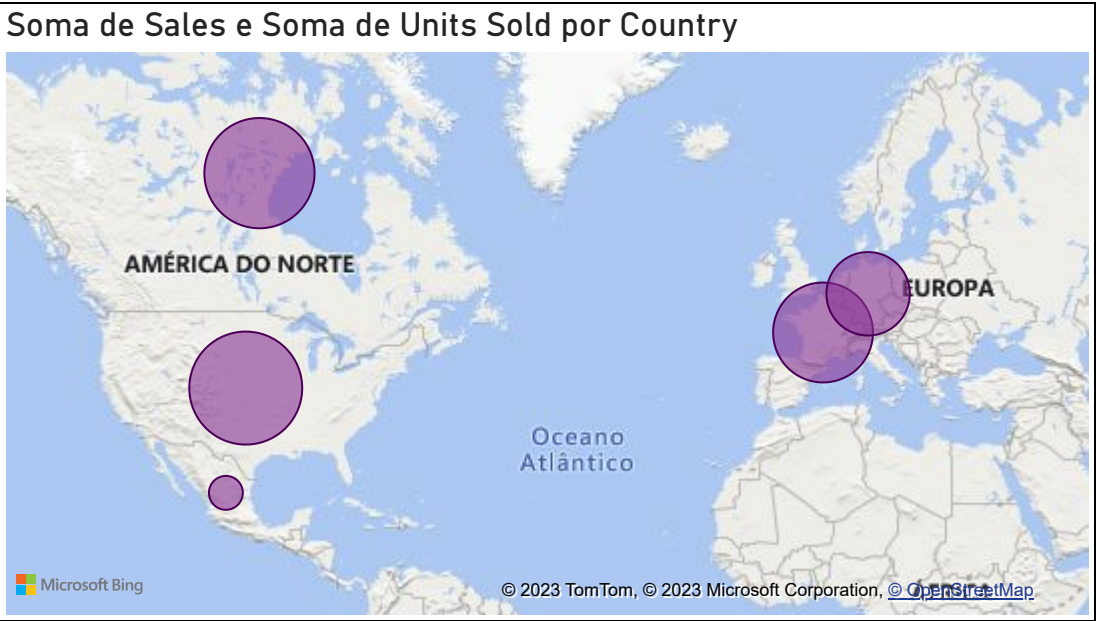 Soma de Sales e Soma de Units Sold por Country
AMÉRICA DO NORTE
EUROPA
Oceano
Atlântico
ÁFRICA
Microsoft Bing
© 2023 TomTom, © 2023 Microsoft Corporation, © OpenStreetMap